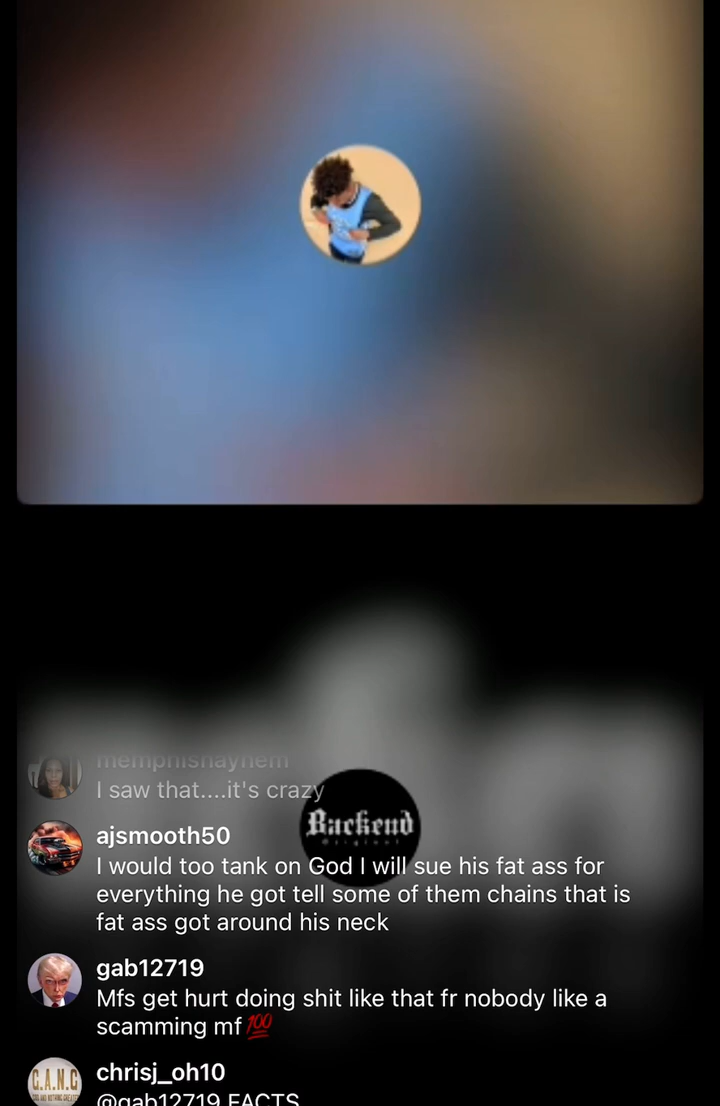 memphismayhem
I saw that....it's crazy
Backend
Original
ajsmooth50
I would too tank on God I will sue his fat ass for
everything he got tell some of them chains that is
fat ass got around his neck
gab12719
Mfs get hurt doing shit like that fr nobody like a
scamming mf 💯
chrisj_oh10
G.A.N.G
@gab12719 FACTS